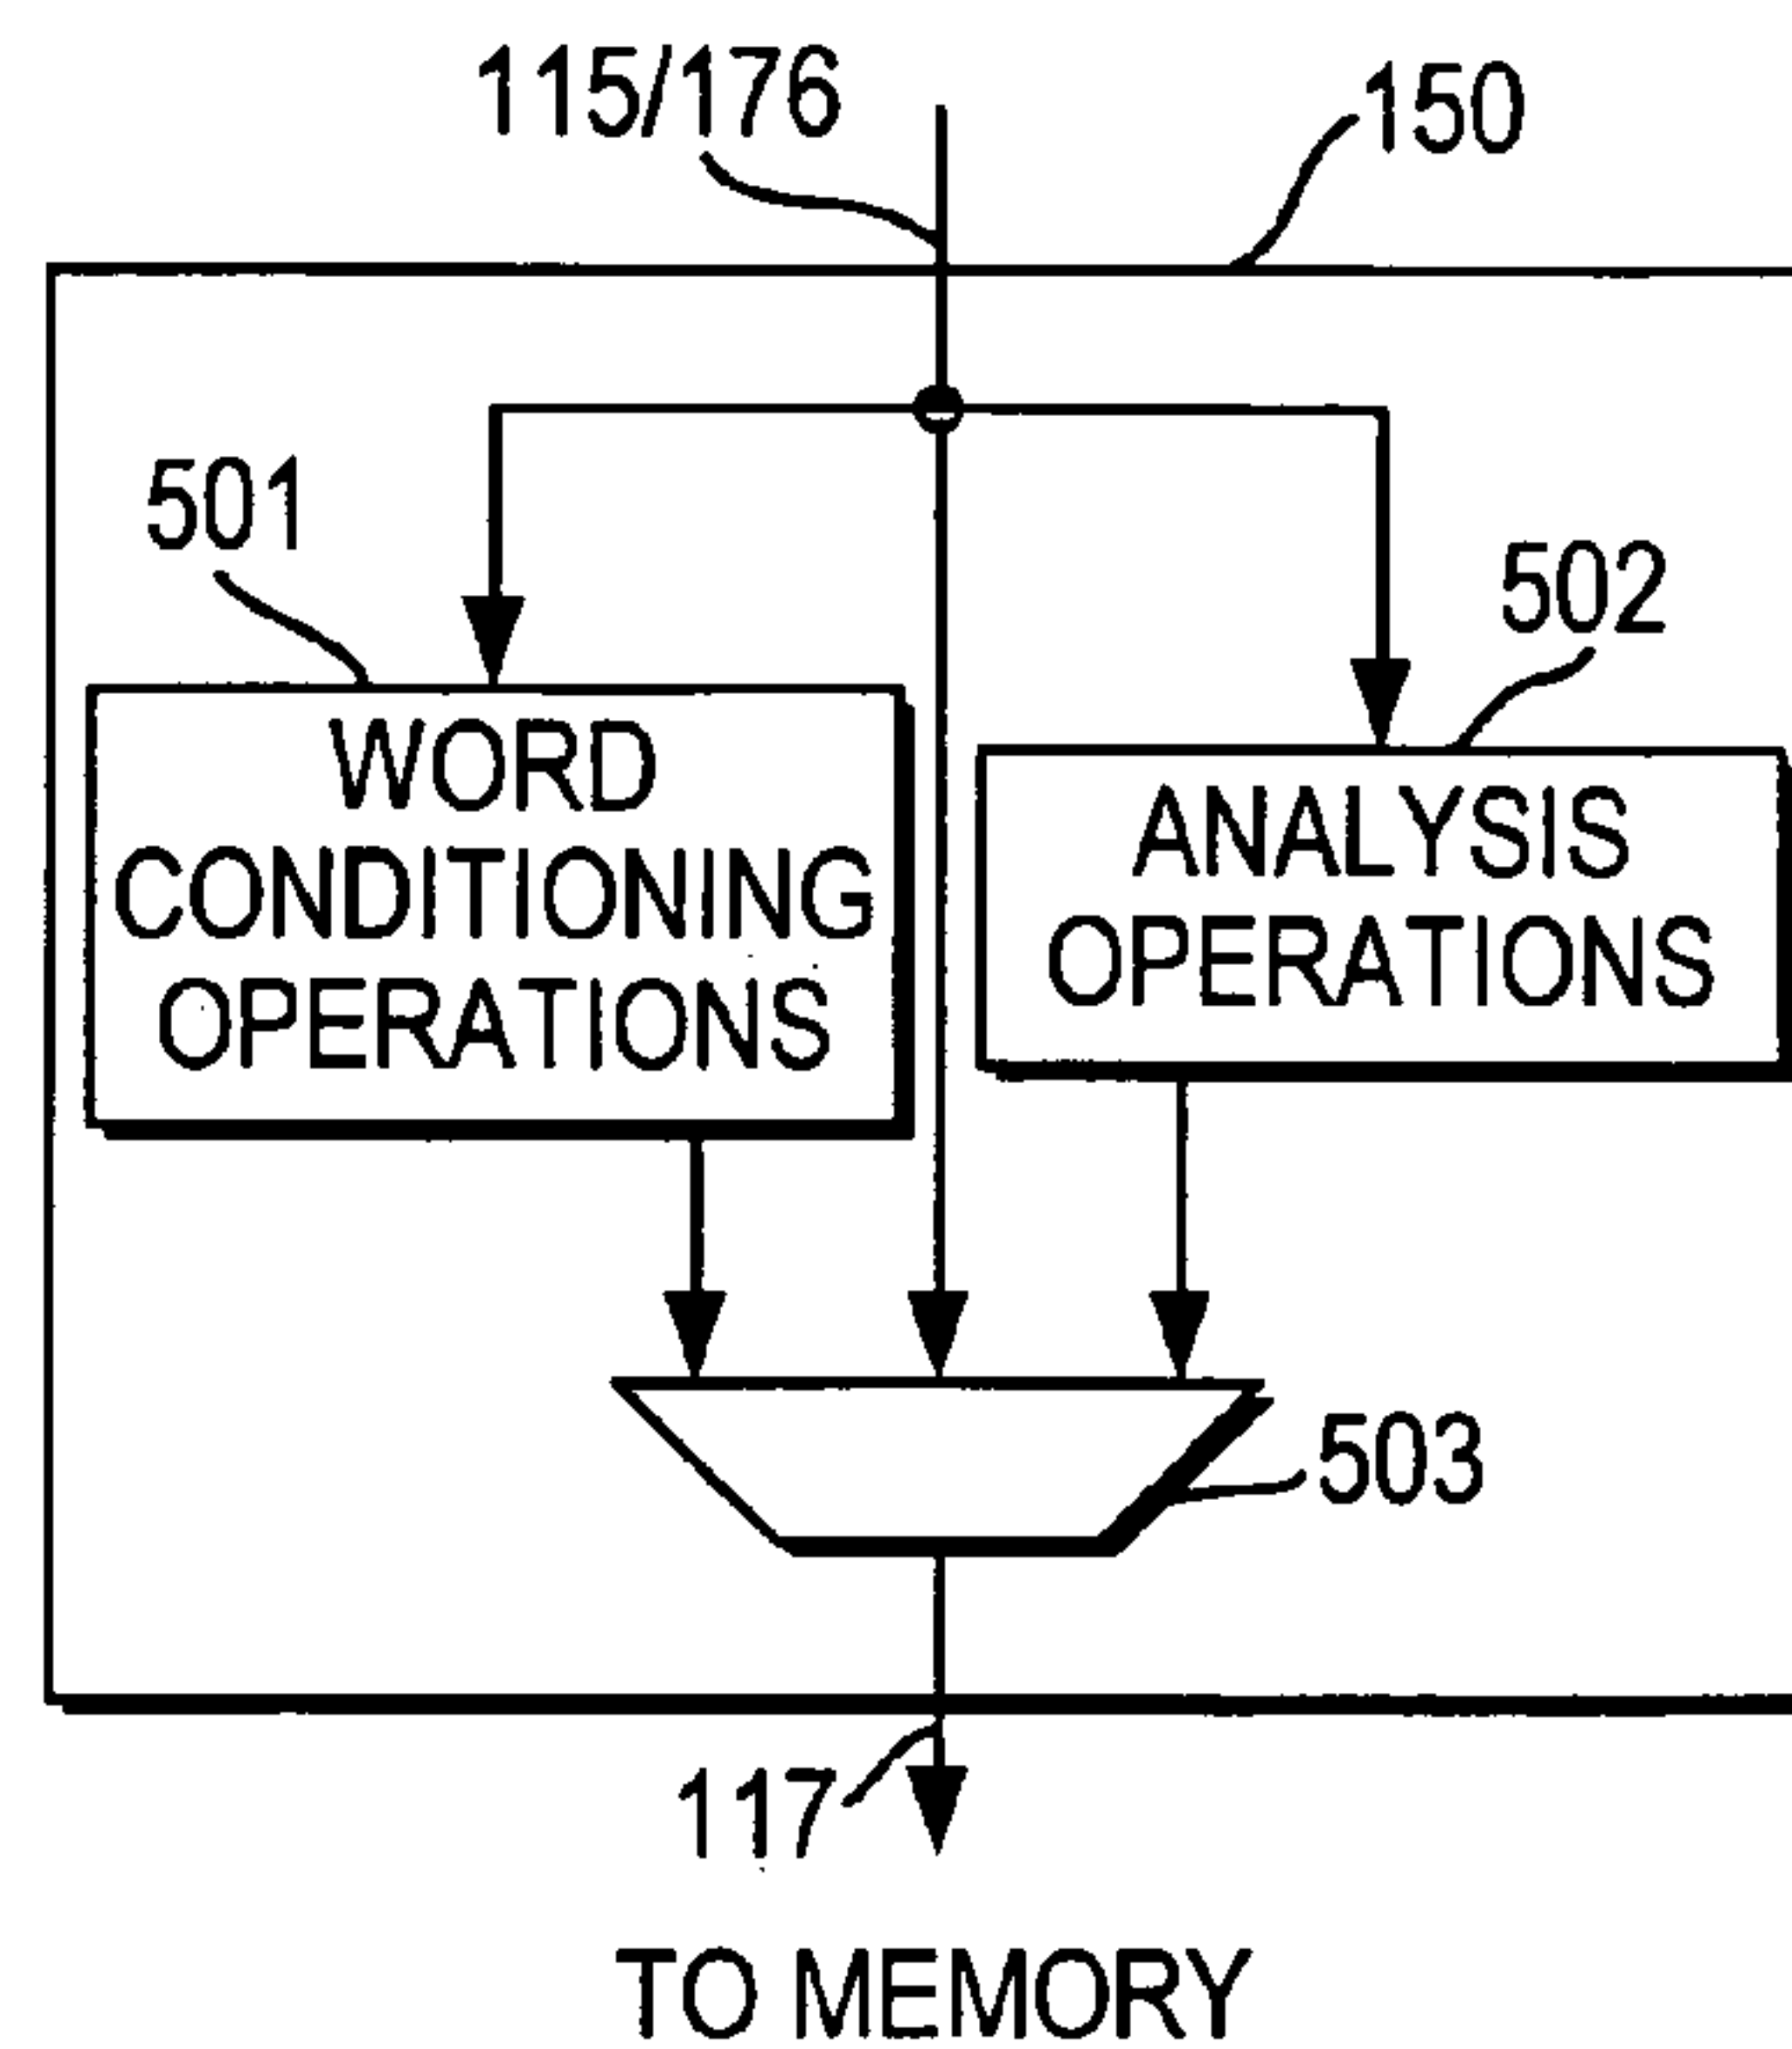 115/176
150
501
502
WORD
CONDITIONING
OPERATIONS
ANALYSIS
OPERATIONS
503
117
TO MEMORY